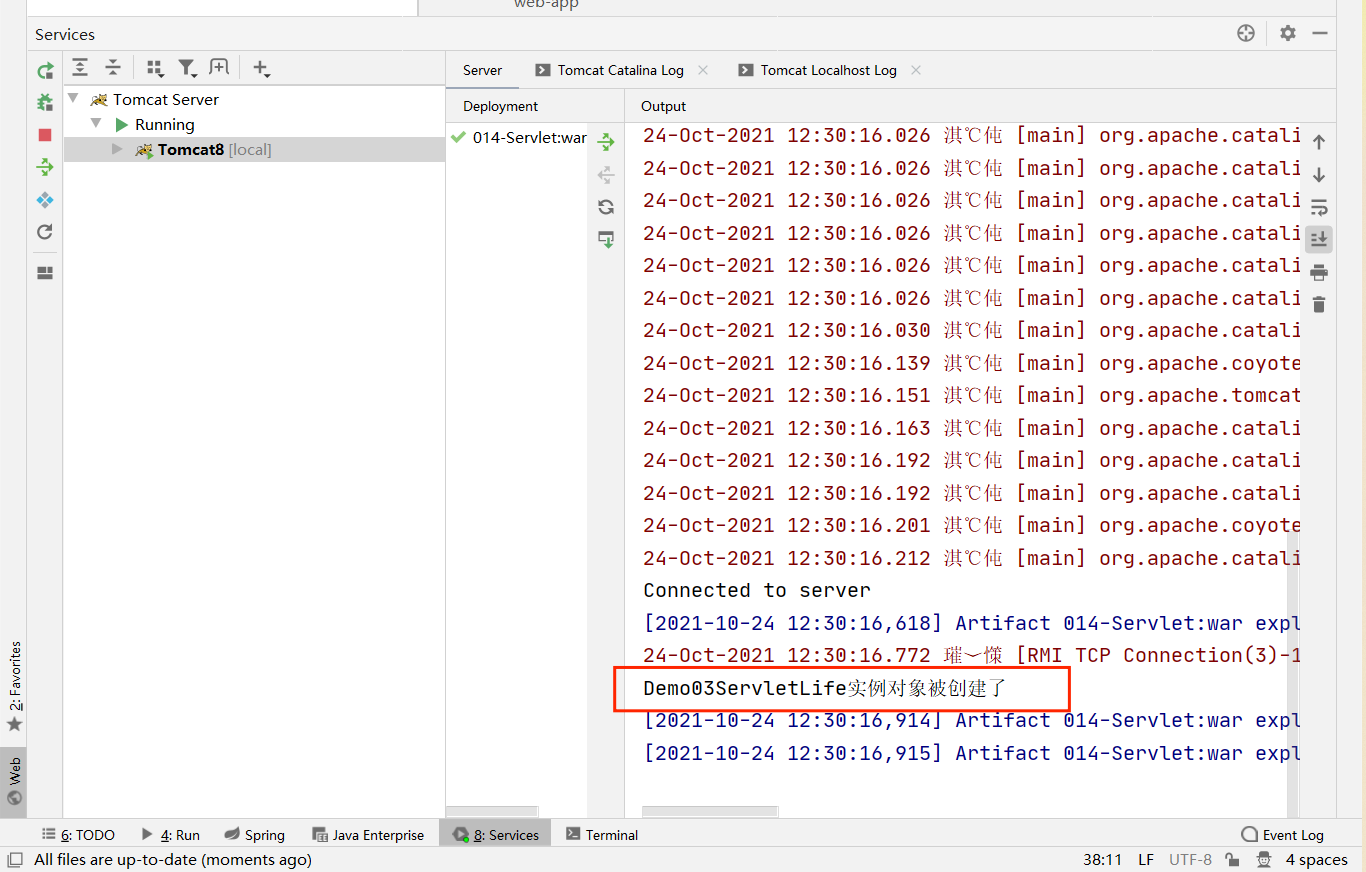 web-app
Services
Server
Tomcat Catalina Log
Tomcat Localhost Log
Tomcat Server
Running
Tomcat8 [local]
Deployment
014-Servlet:war
Output
24-Oct-2021 12:30:16.026 淇℃伅 [main] org.apache.catali
24-Oct-2021 12:30:16.026 淇℃伅 [main] org.apache.catali
24-Oct-2021 12:30:16.026 淇℃伅 [main] org.apache.catali
24-Oct-2021 12:30:16.026 淇℃伅 [main] org.apache.catali
24-Oct-2021 12:30:16.026 淇℃伅 [main] org.apache.catali
24-Oct-2021 12:30:16.026 淇℃伅 [main] org.apache.catali
24-Oct-2021 12:30:16.030 淇℃伅 [main] org.apache.catali
24-Oct-2021 12:30:16.139 淇℃伅 [main] org.apache.coyote
24-Oct-2021 12:30:16.151 淇℃伅 [main] org.apache.tomcat
24-Oct-2021 12:30:16.163 淇℃伅 [main] org.apache.catali
24-Oct-2021 12:30:16.192 淇℃伅 [main] org.apache.catali
24-Oct-2021 12:30:16.192 淇℃伅 [main] org.apache.catali
24-Oct-2021 12:30:16.201 淇℃伅 [main] org.apache.coyote
24-Oct-2021 12:30:16.212 淇℃伅 [main] org.apache.catali
Connected to server
[2021-10-24 12:30:16,618] Artifact 014-Servlet:war expl
24-Oct-2021 12:30:16.772 璀﹀憡 [RMI TCP Connection(3)-1
Demo03ServletLife实例对象被创建了
[2021-10-24 12:30:16,914] Artifact 014-Servlet:war expl
[2021-10-24 12:30:16,915] Artifact 014-Servlet:war expl
2: Favorites
Web
6: TODO
4: Run
Spring
Java Enterprise
8: Services
Terminal
Event Log
All files are up-to-date (moments ago)
38:11
LF
UTF-8
4 spaces